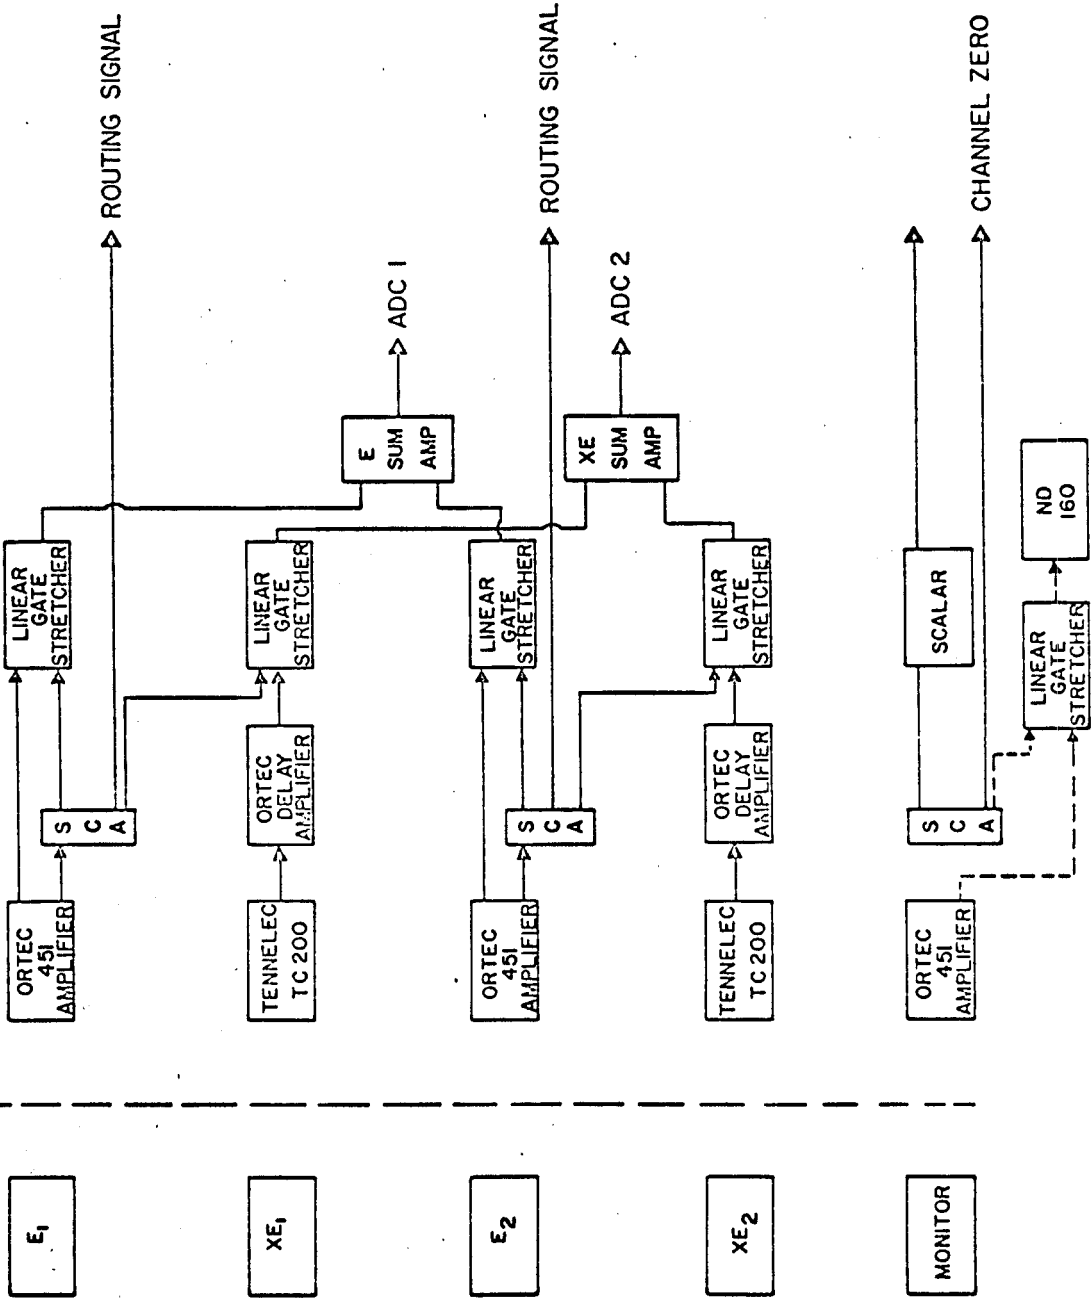 E1
ORTEC
451
AMPLIFIER
S C A
LINEAR
GATE
STRETCHER
ROUTING SIGNAL
XE1
TENNELEC
TC 200
ORTEC
DELAY
AMPLIFIER
LINEAR
GATE
STRETCHER
E
SUM
AMP
ADC 1
E2
ORTEC
451
AMPLIFIER
S C A
LINEAR
GATE
STRETCHER
ROUTING SIGNAL
XE
SUM
AMP
ADC 2
XE2
TENNELEC
TC 200
ORTEC
DELAY
AMPLIFIER
LINEAR
GATE
STRETCHER
MONITOR
ORTEC
451
AMPLIFIER
S C A
SCALAR
CHANNEL ZERO
LINEAR
GATE
STRETCHER
ND
160